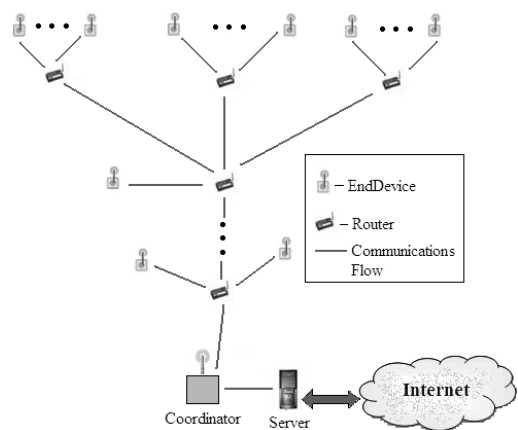 – EndDevice
– Router
Communications
Flow
Internet
Coordinator
Server